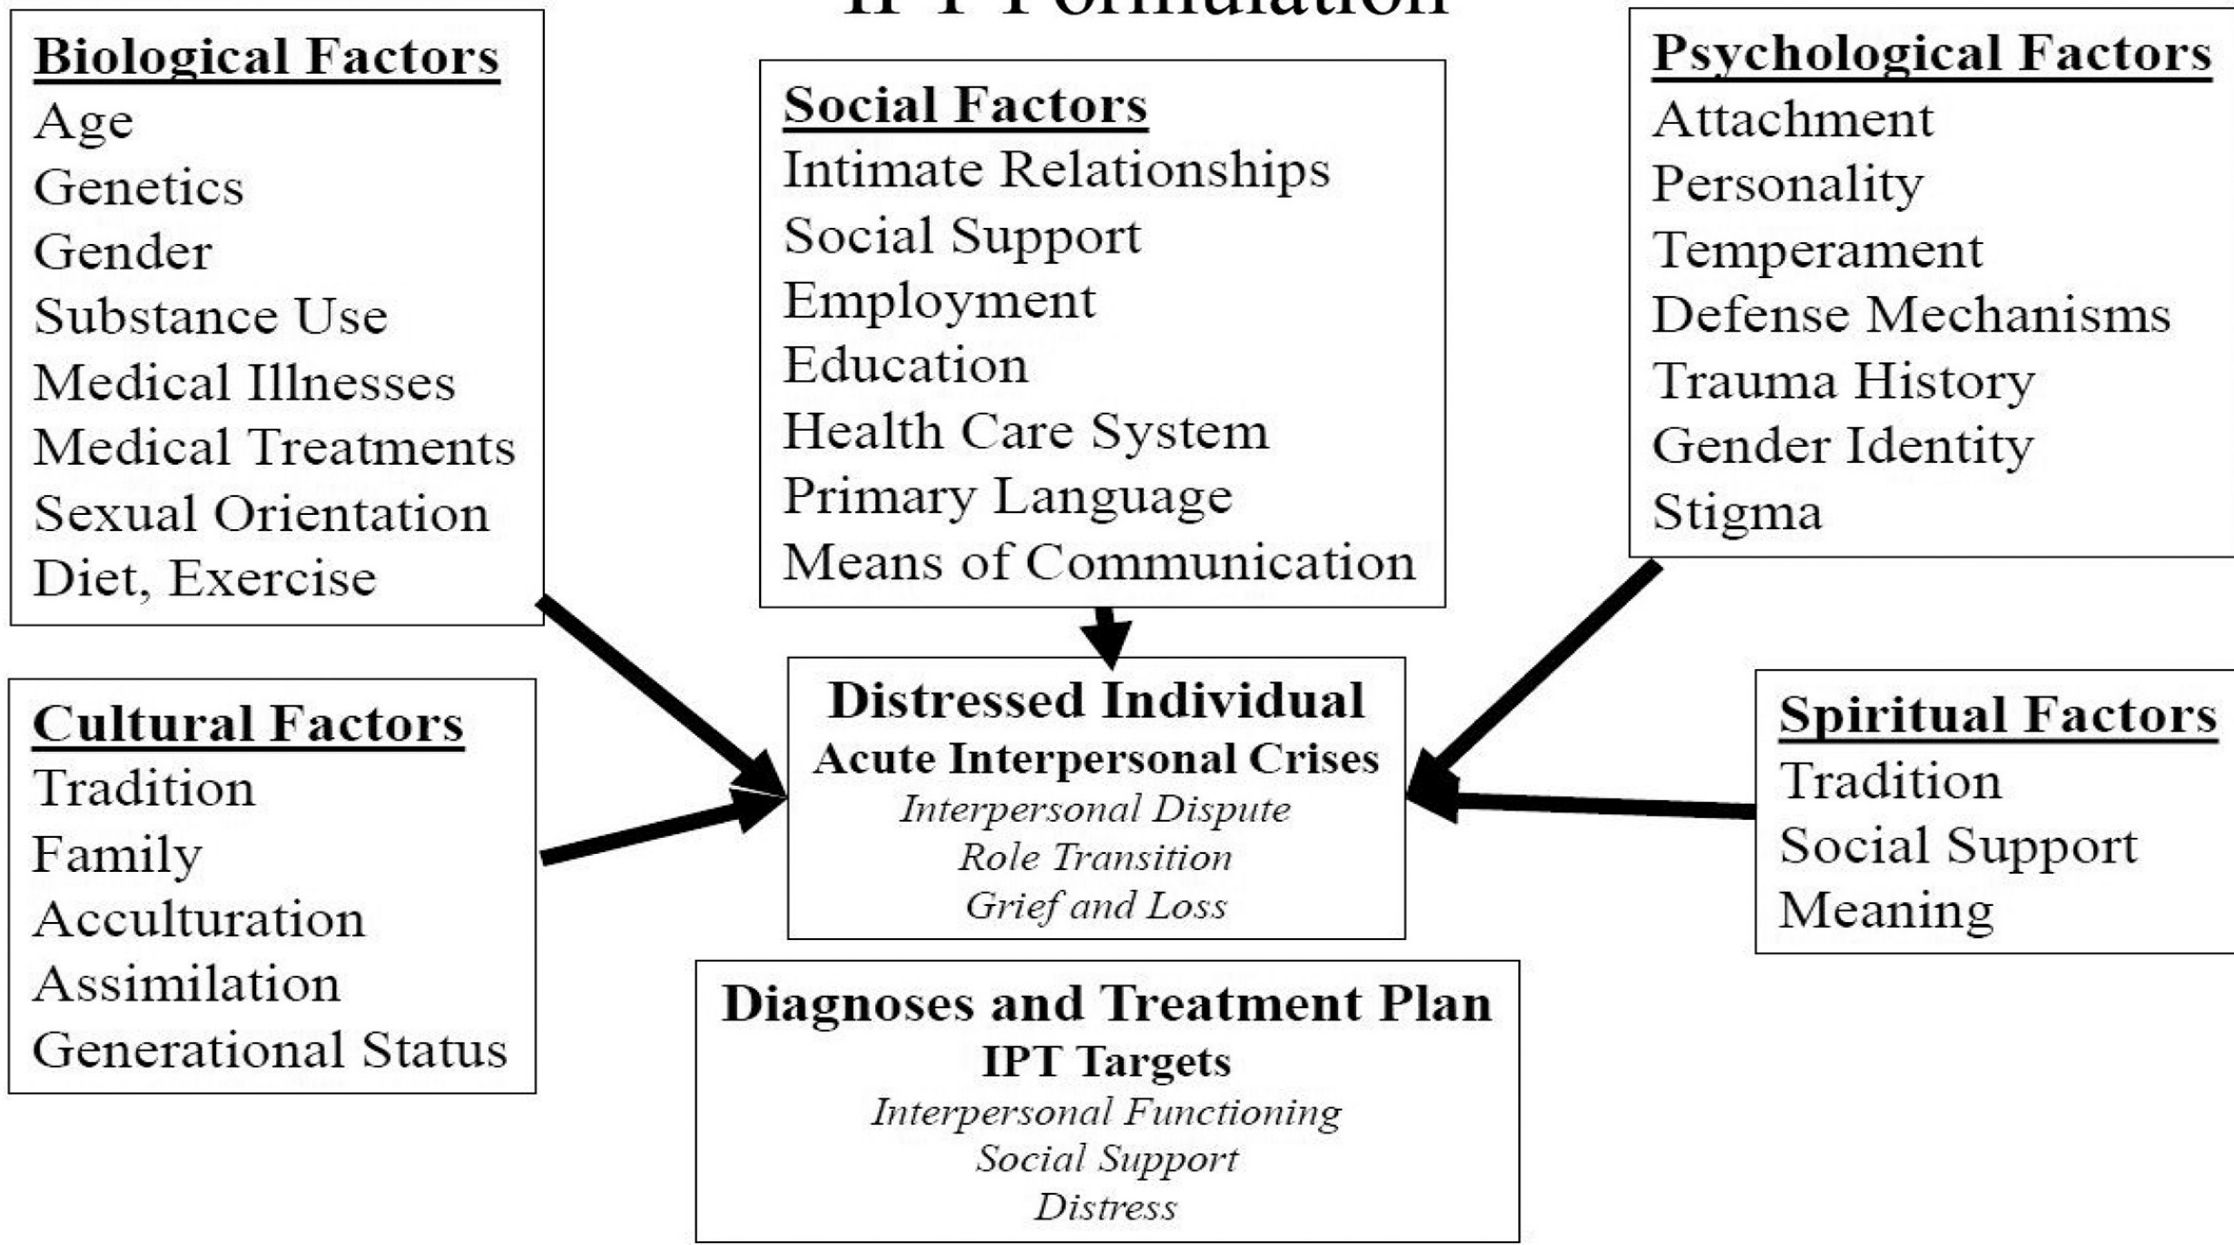 IPT Formulation
Biological Factors
Age
Genetics
Gender
Substance Use
Medical Illnesses
Medical Treatments
Sexual Orientation
Diet, Exercise
Social Factors
Intimate Relationships
Social Support
Employment
Education
Health Care System
Primary Language
Means of Communication
Psychological Factors
Attachment
Personality
Temperament
Defense Mechanisms
Trauma History
Gender Identity
Stigma
Cultural Factors
Tradition
Family
Acculturation
Assimilation
Generational Status
Distressed Individual
Acute Interpersonal Crises
Interpersonal Dispute
Role Transition
Grief and Loss
Spiritual Factors
Tradition
Social Support
Meaning
Diagnoses and Treatment Plan
IPT Targets
Interpersonal Functioning
Social Support
Distress